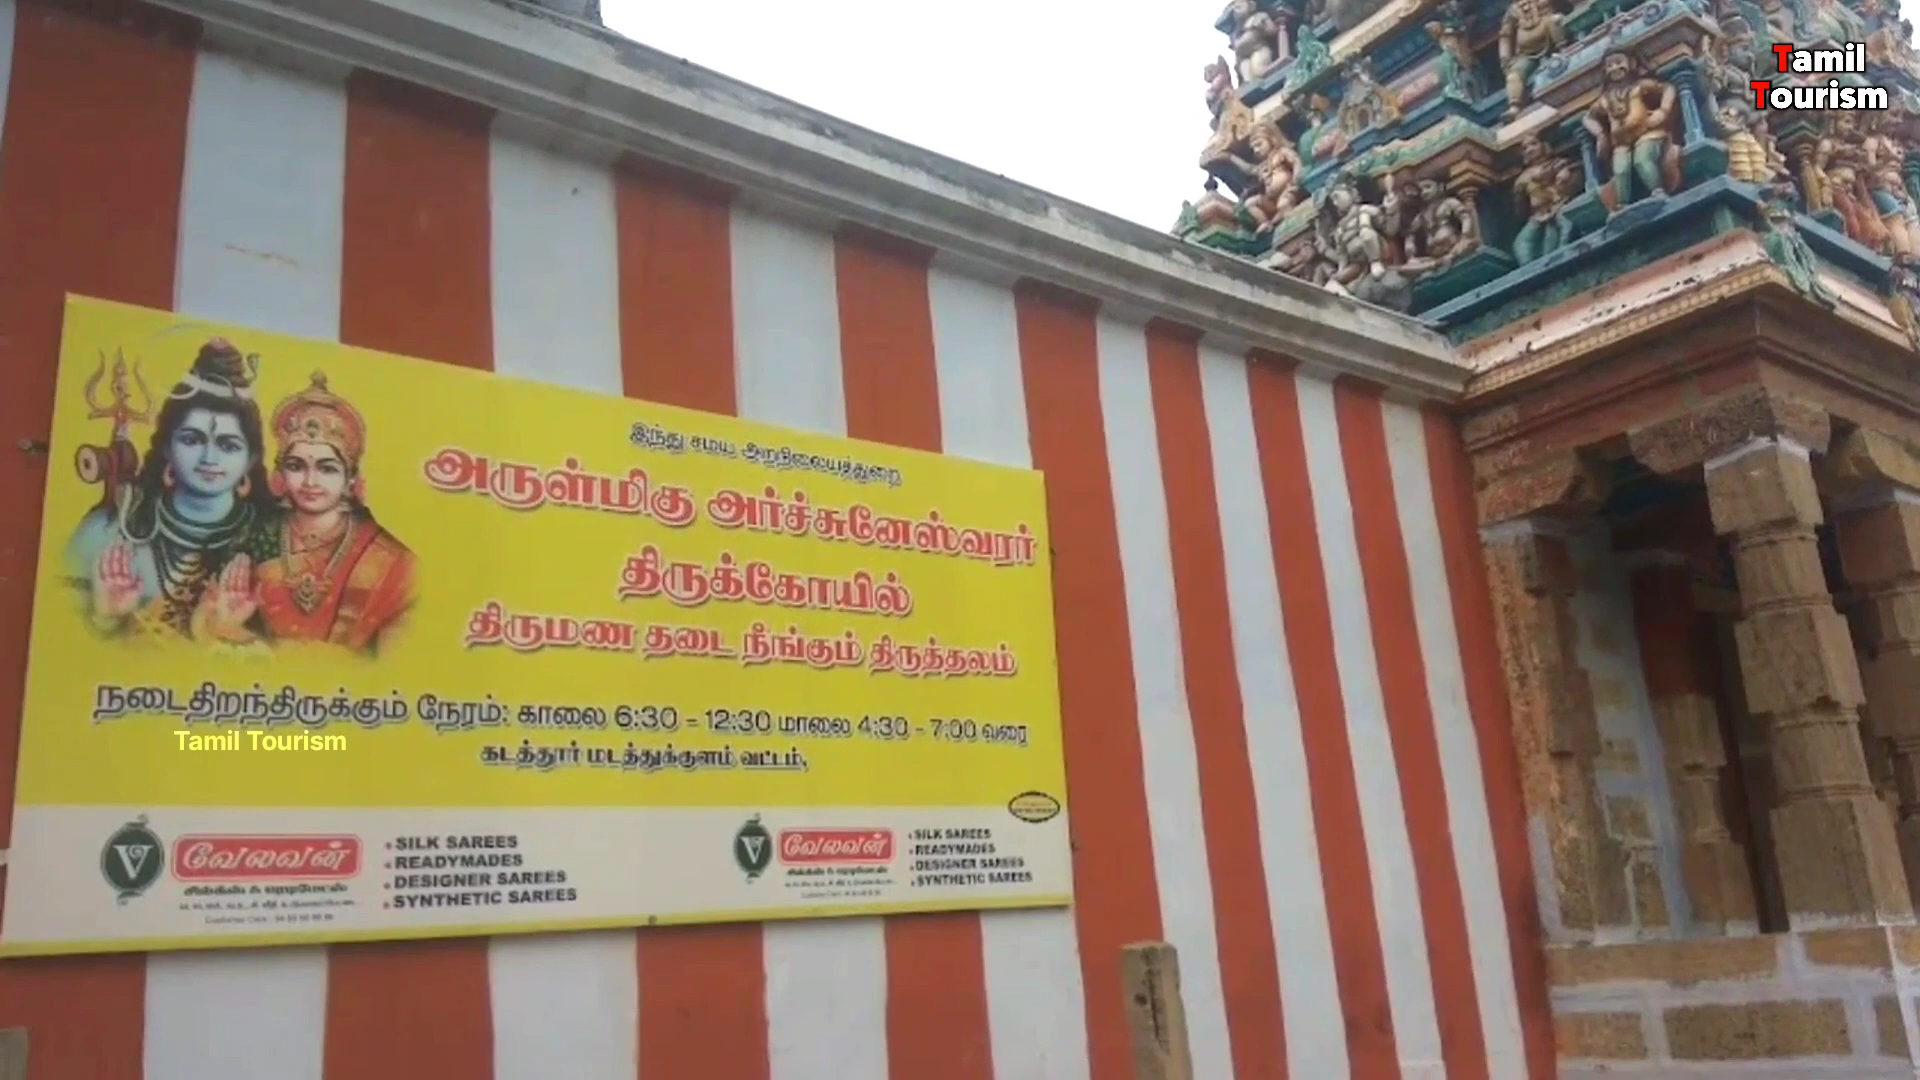 Tamil
Tourism
இந்து சமய அறநிலையத்துறை
அருள்மிகு அர்ச்சுனேஸ்வரர்
திருக்கோயில்
திருமண தடை நீங்கும் திருத்தலம்
நடைதிறந்திருக்கும் நேரம்: காலை 6:30 - 12:30 மாலை 4:30 - 7:00 வரை
Tamil Tourism
கடத்தூர் மடத்துக்குளம் வட்டம்,
V
வேலவன்
சில்க்ஸ் & ரெடிமேட்ஸ்
• SILK SAREES
• READYMADES
• DESIGNER SAREES
• SYNTHETIC SAREES
V
வேலவன்
சில்க்ஸ் & ரெடிமேட்ஸ்
• SILK SAREES
• READYMADES
• DESIGNER SAREES
• SYNTHETIC SAREES